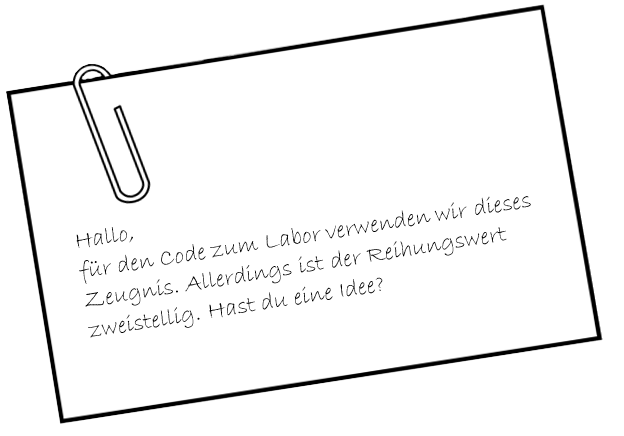 Hallo,
für den Code zum Labor verwenden wir dieses
Zeugnis. Allerdings ist der Reihungswert
zweistellig. Hast du eine Idee?